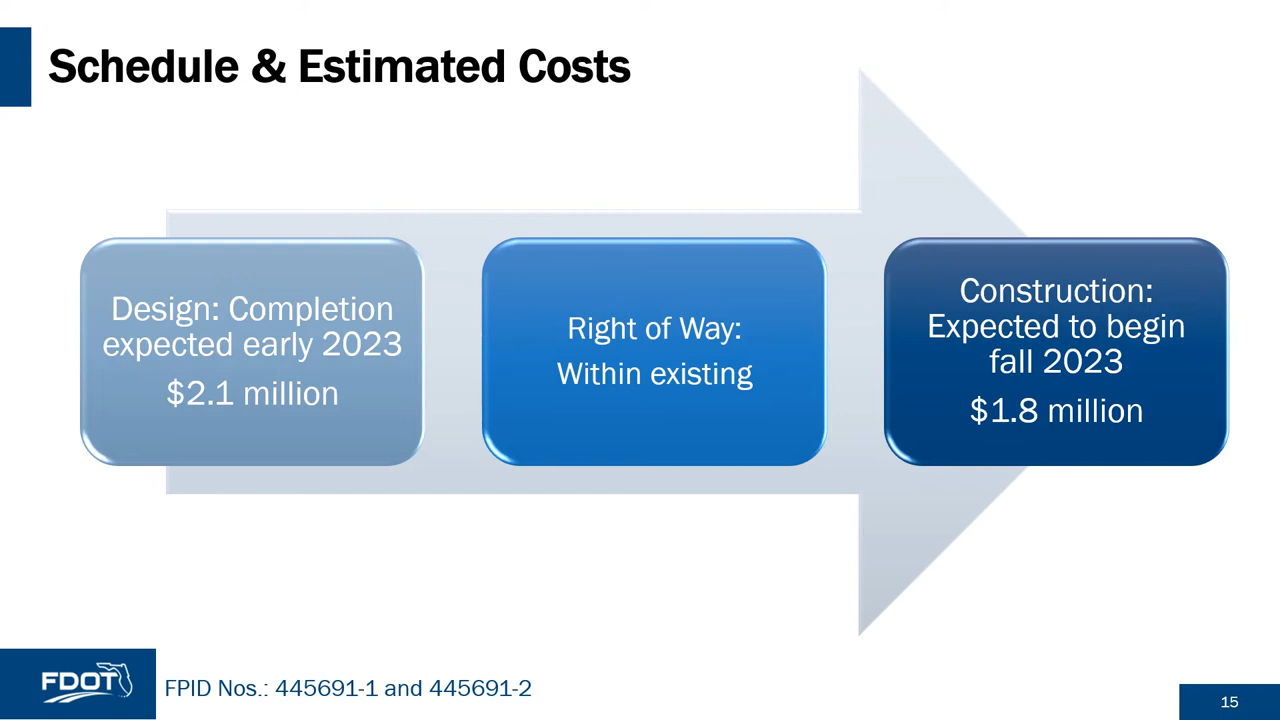 Schedule & Estimated Costs
Design: Completion
expected early 2023
$2.1 million
Right of Way:
Within existing
Construction:
Expected to begin
fall 2023
$1.8 million
FDOT
FPID Nos.: 445691-1 and 445691-2
15